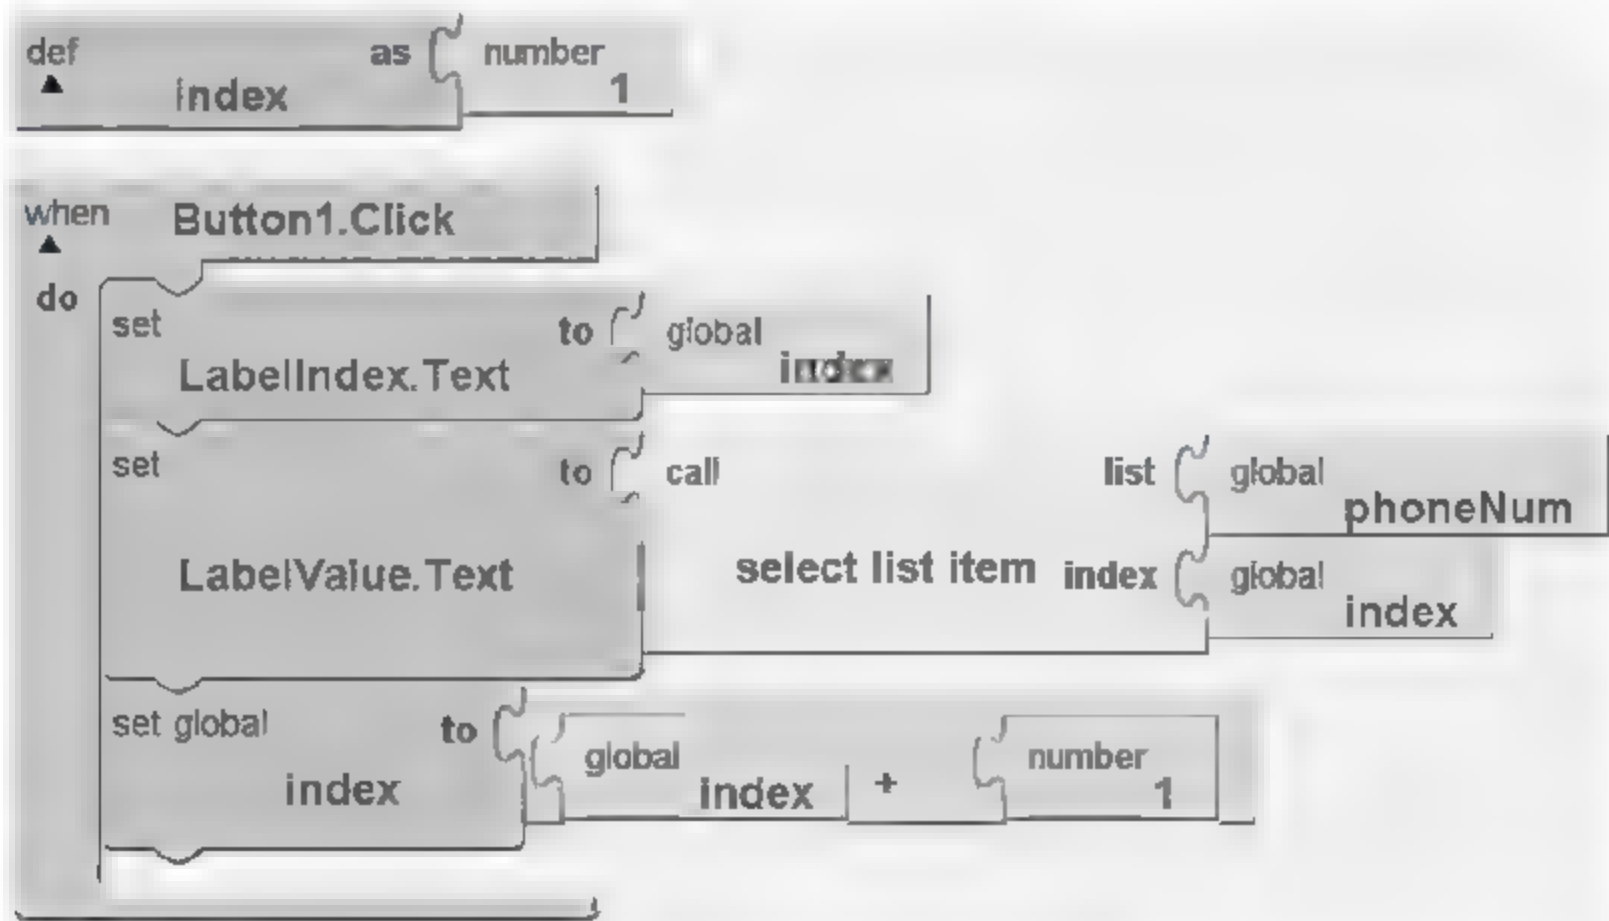 def as number
index 1
when Button1.Click
do
set to global
LabelIndex.Text index
set to call list global
phoneNum
LabelValue.Text select list item index global
index
set global to global number
index index + 1